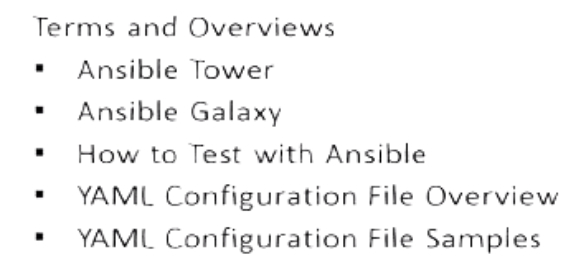 Terms and Overviews
▪ Ansible Tower
▪ Ansible Galaxy
▪ How to Test with Ansible
▪ YAML Configuration File Overview
▪ YAML Configuration File Samples